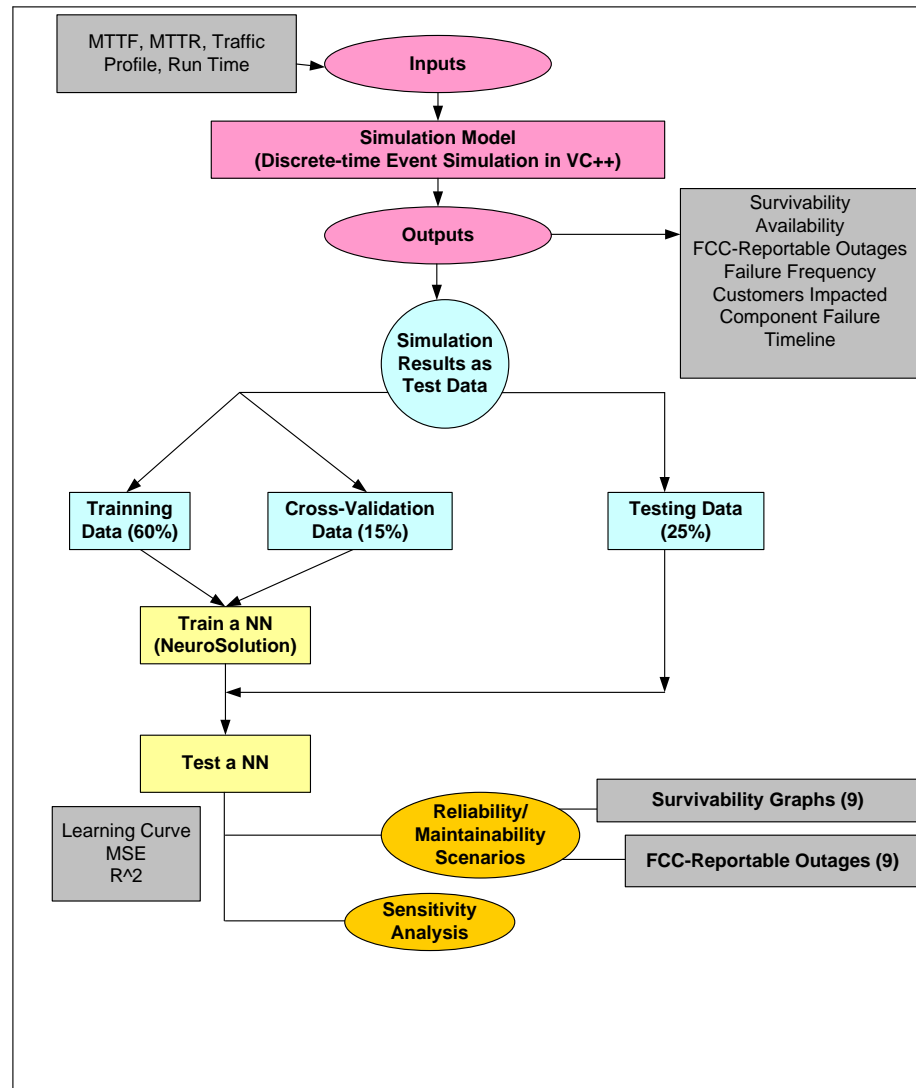 MTTF, MTTR, Traffic
Profile, Run Time
Inputs
Simulation Model
(Discrete-time Event Simulation in VC++)
Outputs
Survivability
Availability
FCC-Reportable Outages
Failure Frequency
Customers Impacted
Component Failure
Timeline
Simulation
Results as
Test Data
Trainning
Data (60%)
Cross-Validation
Data (15%)
Testing Data
(25%)
Train a NN
(NeuroSolution)
Test a NN
Learning Curve
MSE
R^2
Reliability/
Maintainability
Scenarios
Survivability Graphs (9)
FCC-Reportable Outages (9)
Sensitivity
Analysis